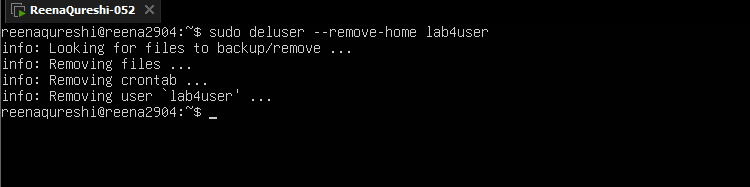 ReenaQureshi-052
reenaqureshi@reena2904:~$ sudo deluser --remove-home lab4user
info: Looking for files to backup/remove ...
info: Removing files ...
info: Removing crontab ...
info: Removing user `lab4user' ...
reenaqureshi@reena2904:~$ _